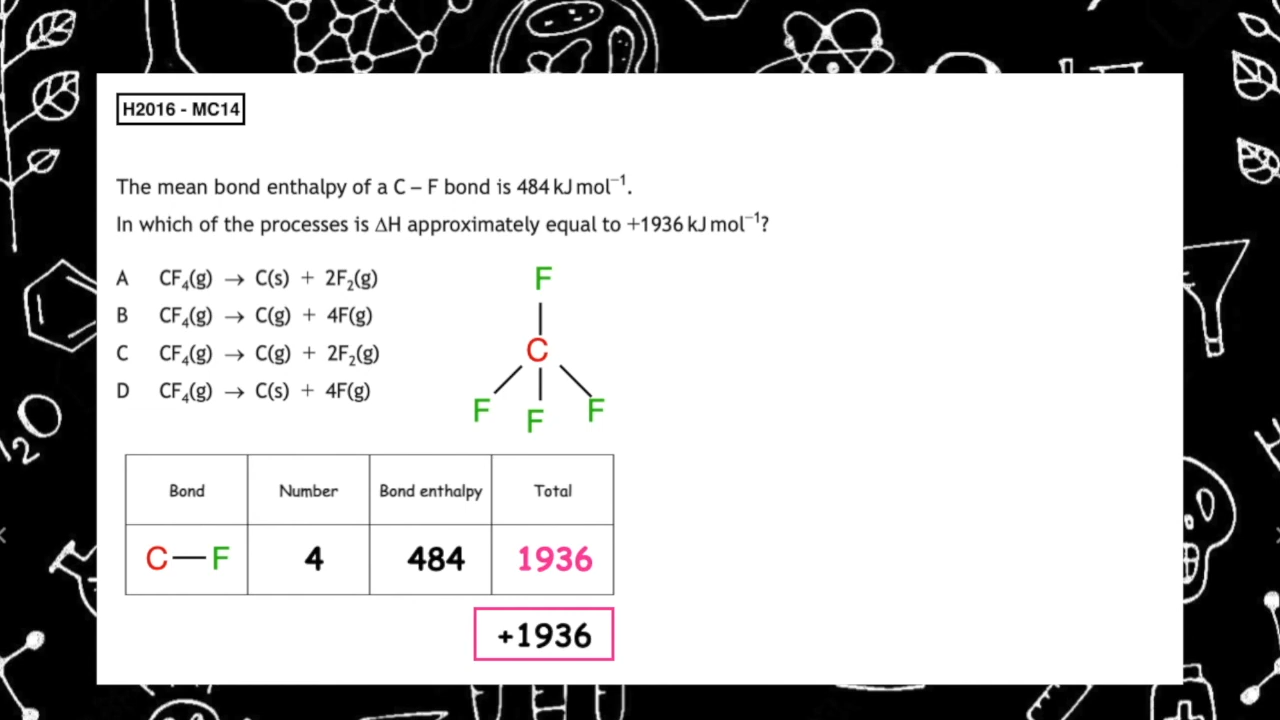 H2016 - MC14
The mean bond enthalpy of a C – F bond is 484 kJ mol⁻¹.
In which of the processes is ΔH approximately equal to +1936 kJ mol⁻¹?
A CF₄(g) → C(s) + 2F₂(g)
B CF₄(g) → C(g) + 4F(g)
C CF₄(g) → C(g) + 2F₂(g)
D CF₄(g) → C(s) + 4F(g)
F
C
F F F
Bond Number Bond enthalpy Total
C—F 4 484 1936
+1936
₂O
H